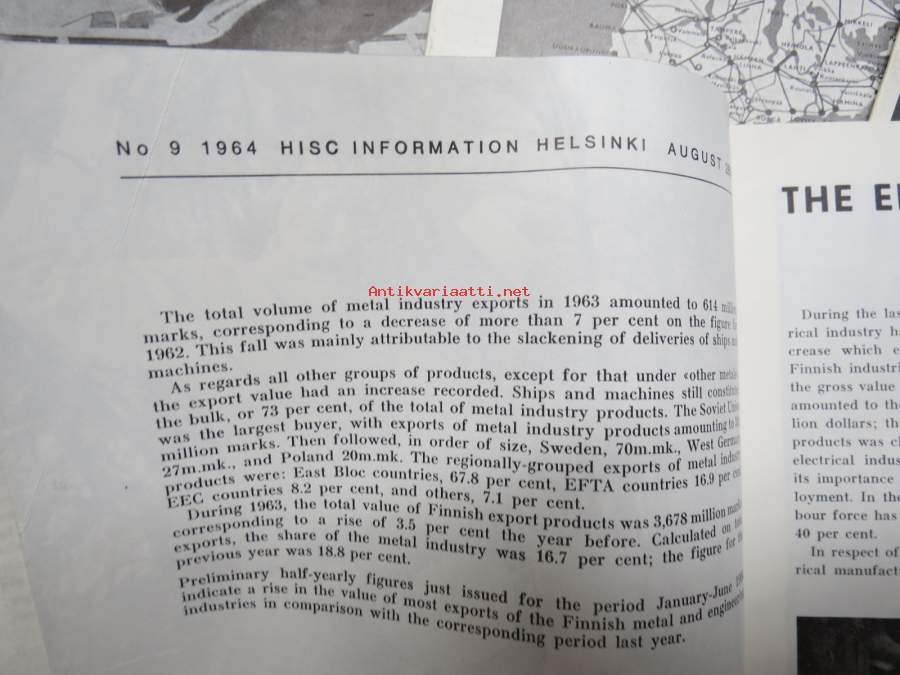 No 9 1964 HISC INFORMATION HELSINKI AUGUST
Antikvariaatti.net
The total volume of metal industry exports in 1963 amounted to 614
marks, corresponding to a decrease of more than 7 per cent on the figure
1962. This fall was mainly attributable to the slackening of deliveries of ships
machines.
As regards all other groups of products, except for that under «other
the export value had an increase recorded. Ships and machines still
the bulk, or 73 per cent, of the total of metal industry products. The Soviet
was the largest buyer, with exports of metal industry products amounting to
million marks. Then followed, in order of size, Sweden, 70m.mk., West
27m.mk., and Poland 20m.mk. The regionally-grouped exports of metal
products were: East Bloc countries, 67.8 per cent, EFTA countries 16.9 per
EEC countries 8.2 per cent, and others, 7.1 per cent.
During 1963, the total value of Finnish export products was 3,678 million
corresponding to a rise of 3.5 per cent the year before. Calculated on
exports, the share of the metal industry was 16.7 per cent; the figure for
previous year was 18.8 per cent.
Preliminary half-yearly figures just issued for the period January-June
indicate a rise in the value of most exports of the Finnish metal and
industries in comparison with the corresponding period last year.
THE
During the
rical industry
crease which
Finnish
the gross value
amounted to
lion dollars;
products was
electrical
its importance
loyment. In the
bour force has
40 per cent.
In respect of
rical
MIKKELI
HEINOLA
LAHTI
HAMINA